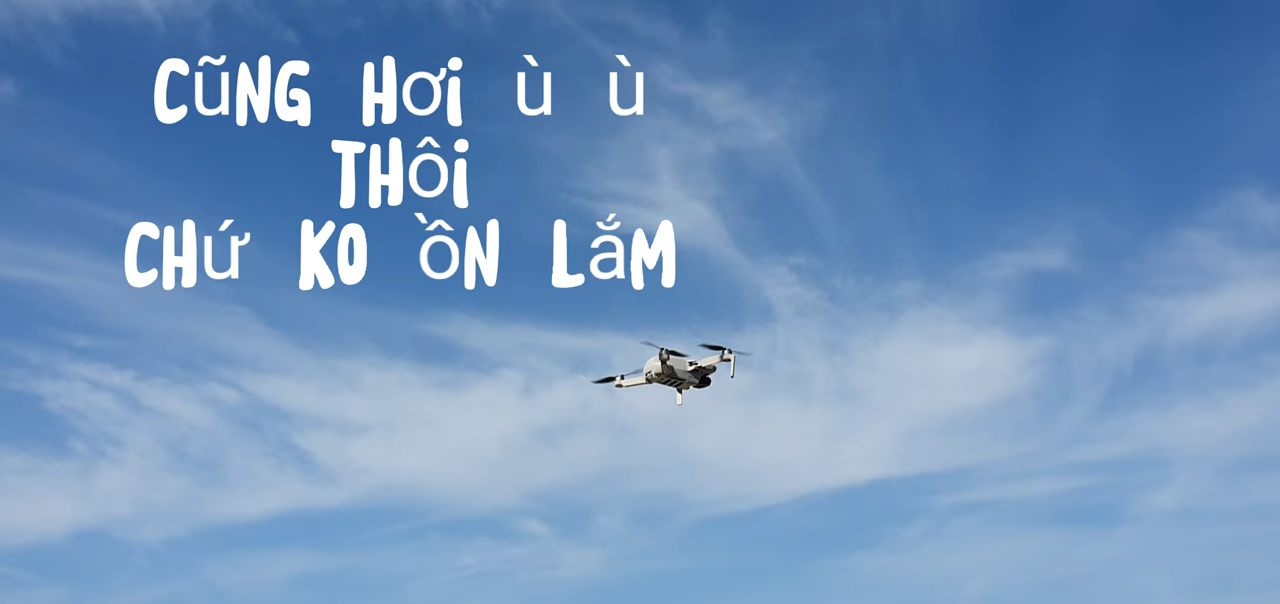 CũNG HơI ù ù
THôI
CHứ KO ồN LắM